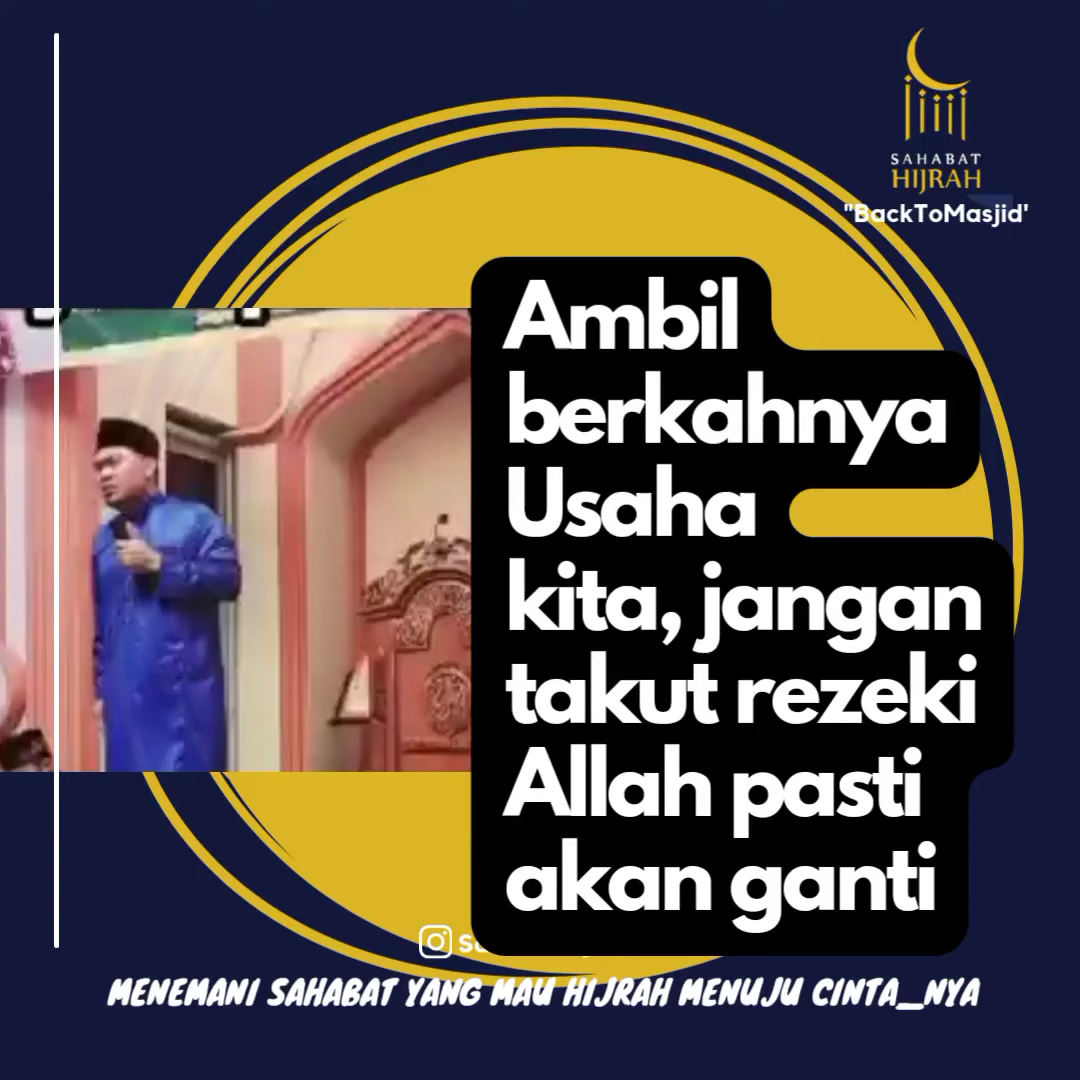 SAHABAT
HIJRAH
"BackToMasjid'
Ambil
berkahnya
Usaha
kita, jangan
takut rezeki
Allah pasti
akan ganti
MENEMANI SAHABAT YANG MAU HIJRAH MENUJU CINTA_NYA